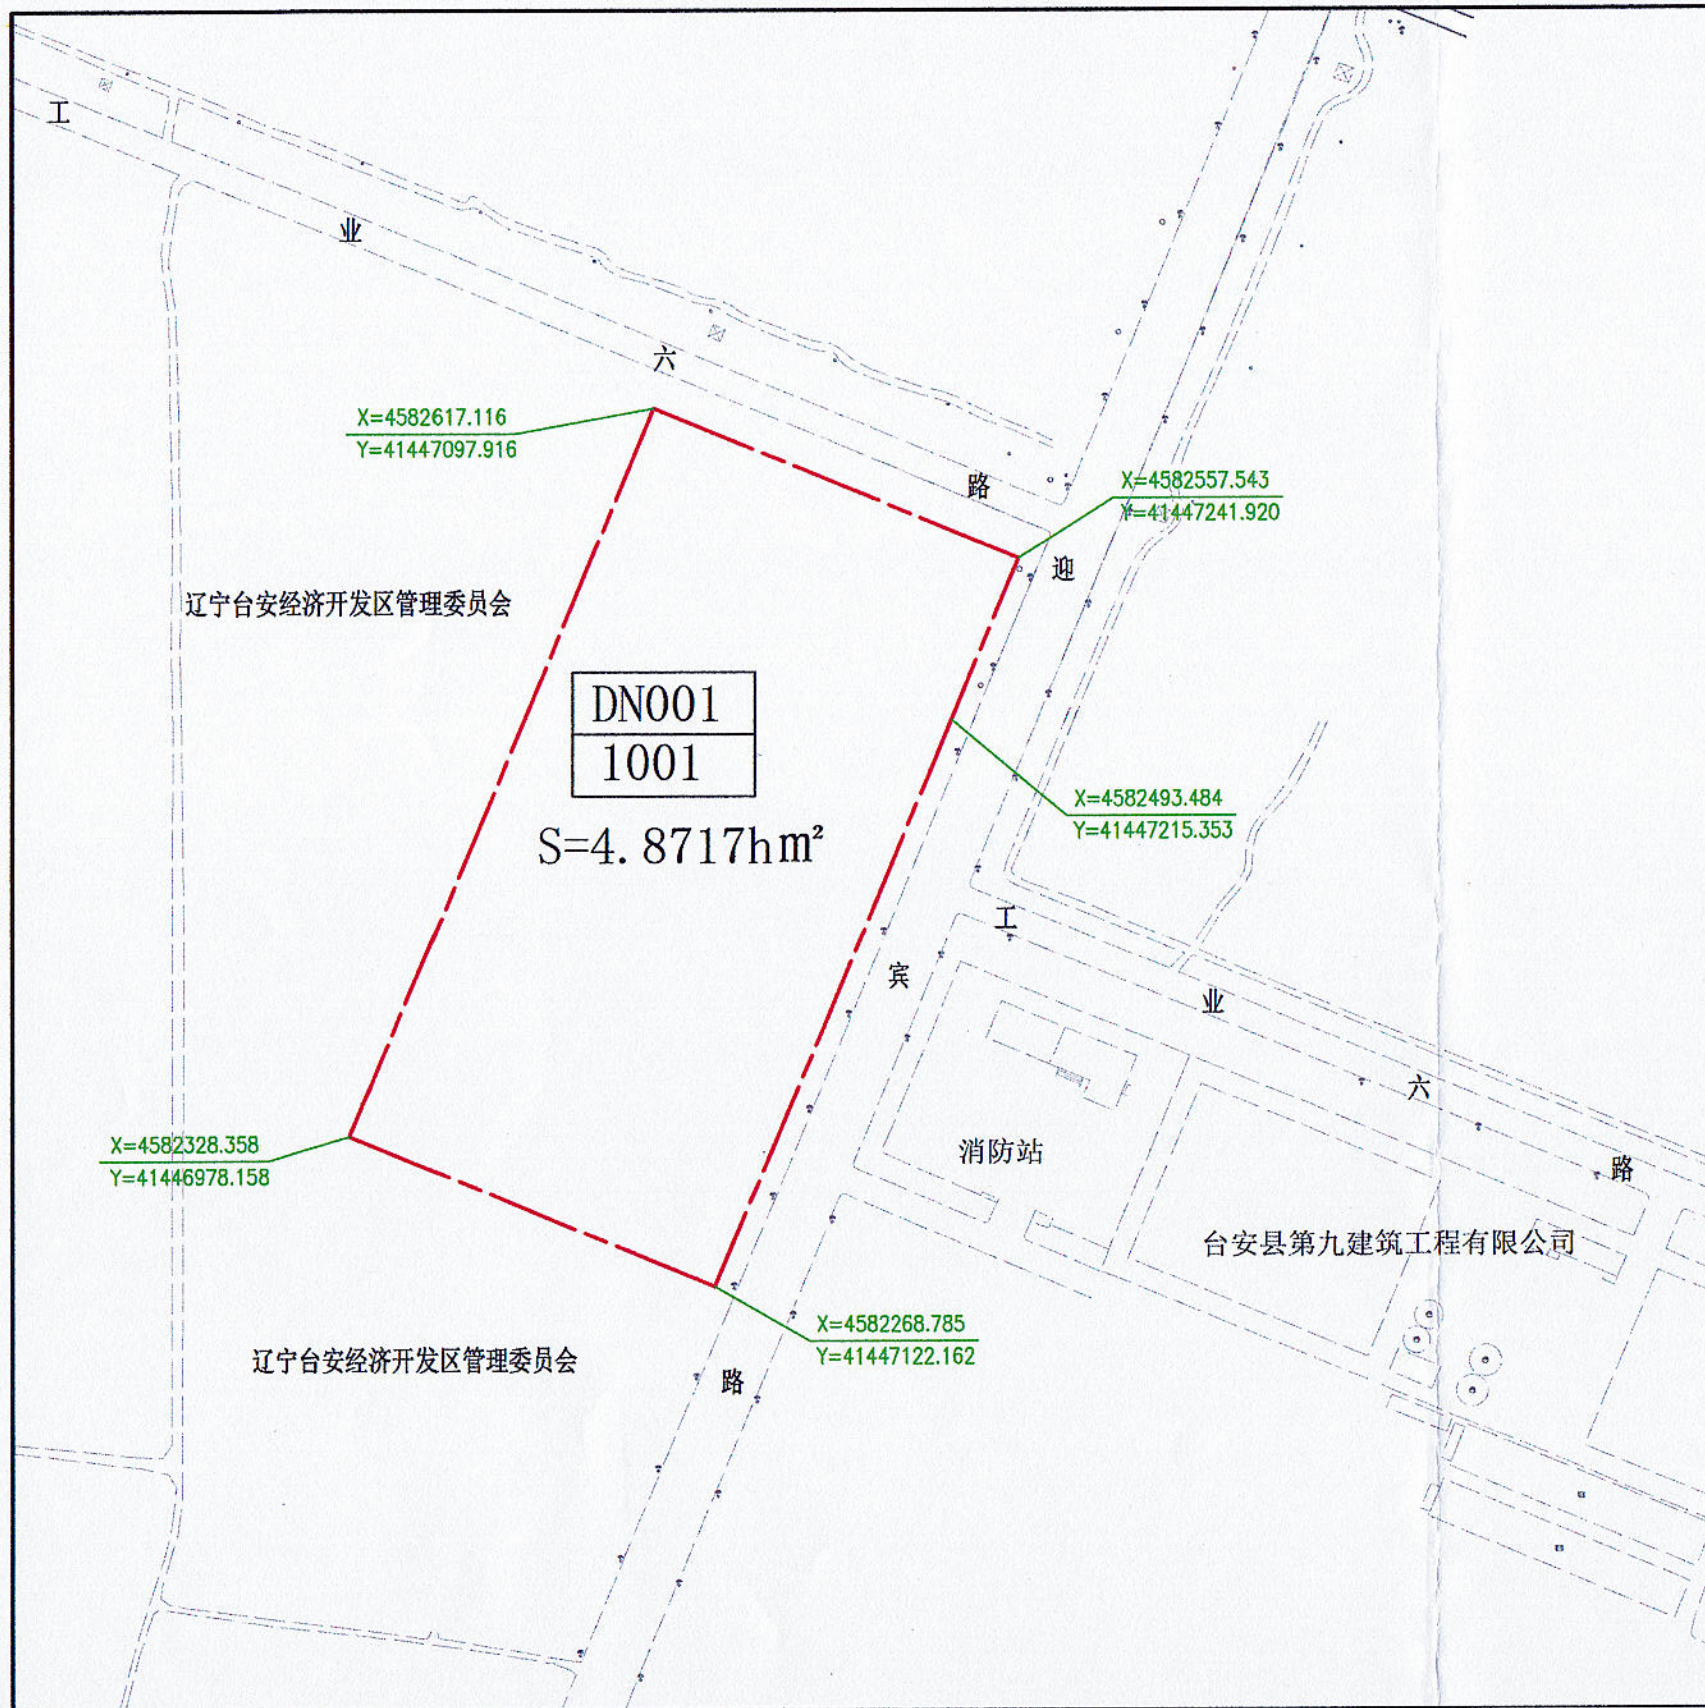 工
业
六
路
X=4582617.116
Y=41447097.916
X=4582557.543
Y=41447241.920
迎
辽宁台安经济开发区管理委员会
DN001
1001
S=4.8717hm²
X=4582493.484
Y=41447215.353
工
宾
业
六
路
X=4582328.358
Y=41446978.158
消防站
台安县第九建筑工程有限公司
X=4582268.785
Y=41447122.162
辽宁台安经济开发区管理委员会
路